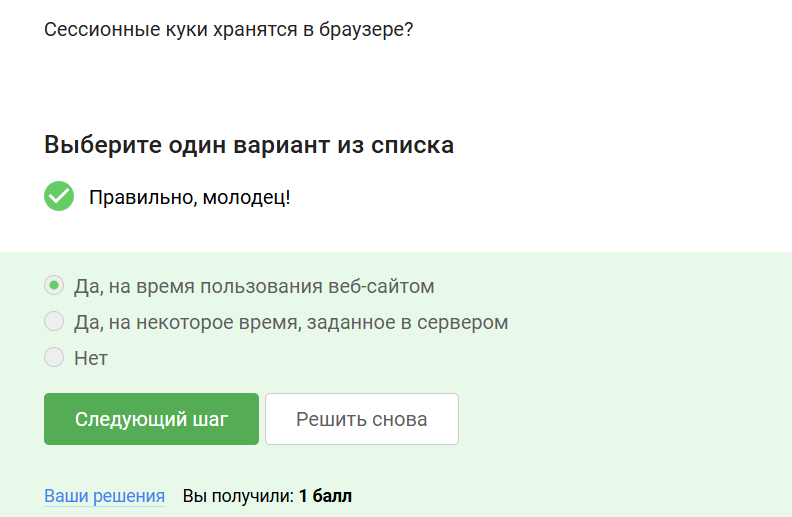 Сессионные куки хранятся в браузере?
Выберите один вариант из списка
Правильно, молодец!
Да, на время пользования веб-сайтом
Да, на некоторое время, заданное в сервером
Нет
Следующий шаг
Решить снова
Ваши решения Вы получили: 1 балл